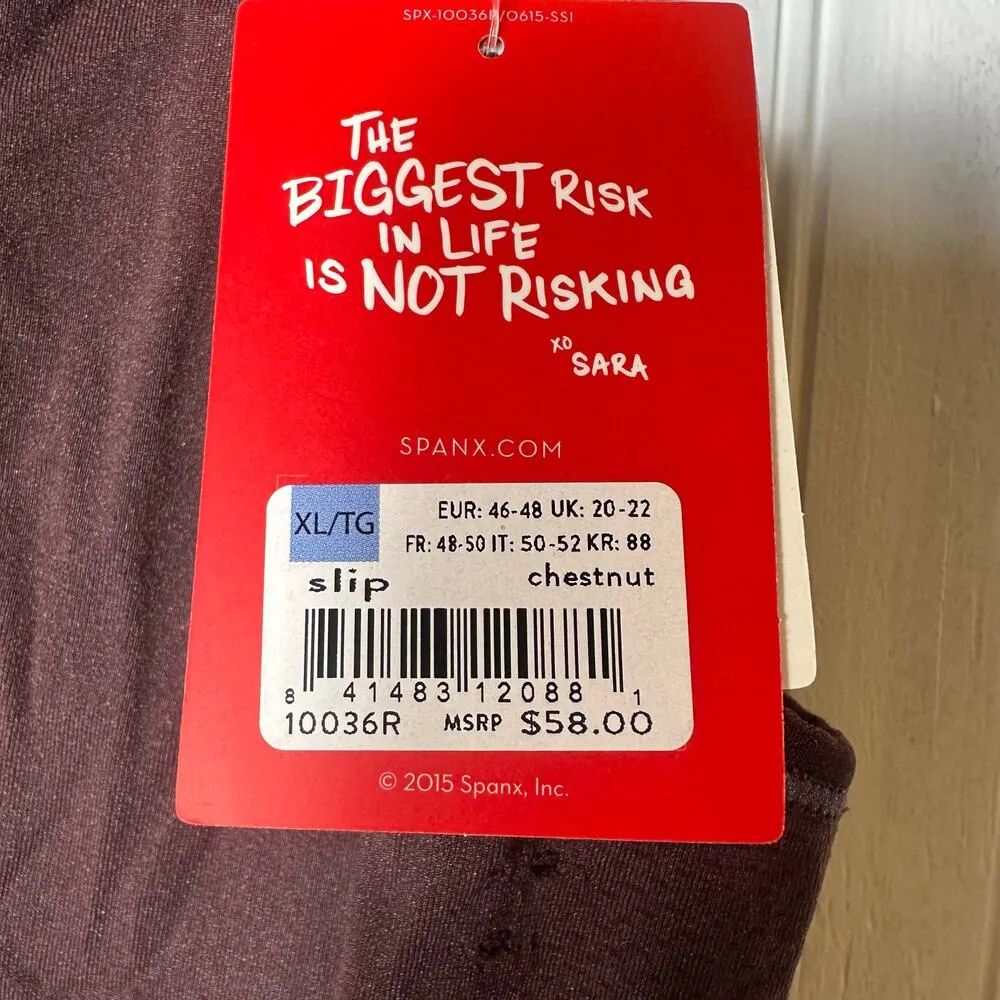 SPX-10036R/0615-SSI
THE
BIGGEST RISK
IN LIFE
IS NOT RISKING
XO
SARA
SPANX.COM
XL/TG
EUR: 46-48 UK: 20-22
FR: 48-50 IT: 50-52 KR: 88
slip
chestnut
8 41483 12088 1
10036R MSRP $58.00
© 2015 Spanx, Inc.